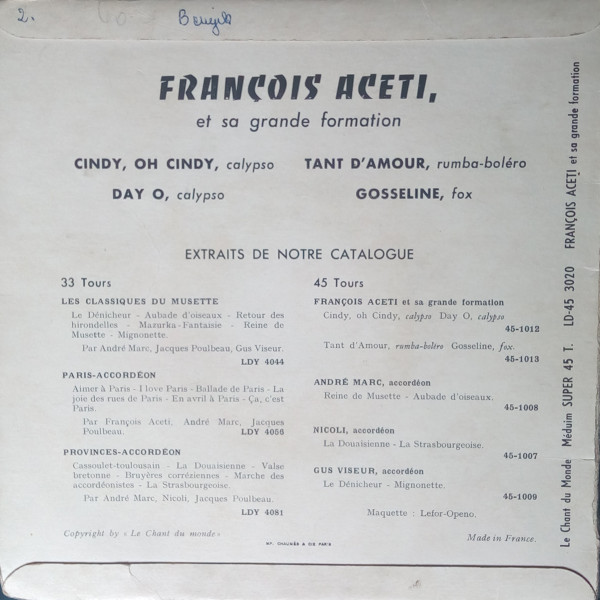 2.
FRANÇOIS ACETI,
et sa grande formation
CINDY, OH CINDY, calypso
TANT D'AMOUR, rumba-boléro
DAY O, calypso
GOSSELINE, fox
EXTRAITS DE NOTRE CATALOGUE
33 Tours
LES CLASSIQUES DU MUSETTE
Le Dénicheur - Aubade d'oiseaux - Retour des
hirondelles - Mazurka-Fantaisie - Reine de
Musette - Mignonette.
Par André Marc, Jacques Poulbeau, Gus Viseur.
LDY 4044
PARIS-ACCORDÉON
Aimer à Paris - I love Paris - Ballade de Paris - La
joie des rues de Paris - En avril à Paris - Ça, c'est
Paris.
Par François Aceti, André Marc, Jacques
Poulbeau.
LDY 4056
PROVINCES-ACCORDÉON
Cassoulet-toulousain - La Douaisienne - Valse
bretonne - Bruyères corréziennes - Marche des
accordéonistes - La Strasbourgeoise.
Par André Marc, Nicoli, Jacques Poulbeau.
LDY 4081
45 Tours
FRANÇOIS ACETI et sa grande formation
Cindy, oh Cindy, calypso Day O, calypso
45-1012
Tant d'Amour, rumba-boléro Gosseline, fox.
45-1013
ANDRÉ MARC, accordéon
Reine de Musette - Aubade d'oiseaux.
45-1008
NICOLI, accordéon
La Douaisienne - La Strasbourgeoise.
45-1007
GUS VISEUR, accordéon
Le Dénicheur - Mignonette.
45-1009
Maquette : Lefor-Openo.
Copyright by « Le Chant du monde »
IMP. CHAUMÈS & CIE PARIS
Made in France.
Le Chant du Monde Méduim SUPER 45 T. LD-45 3020 FRANÇOIS ACETI et sa grande formation